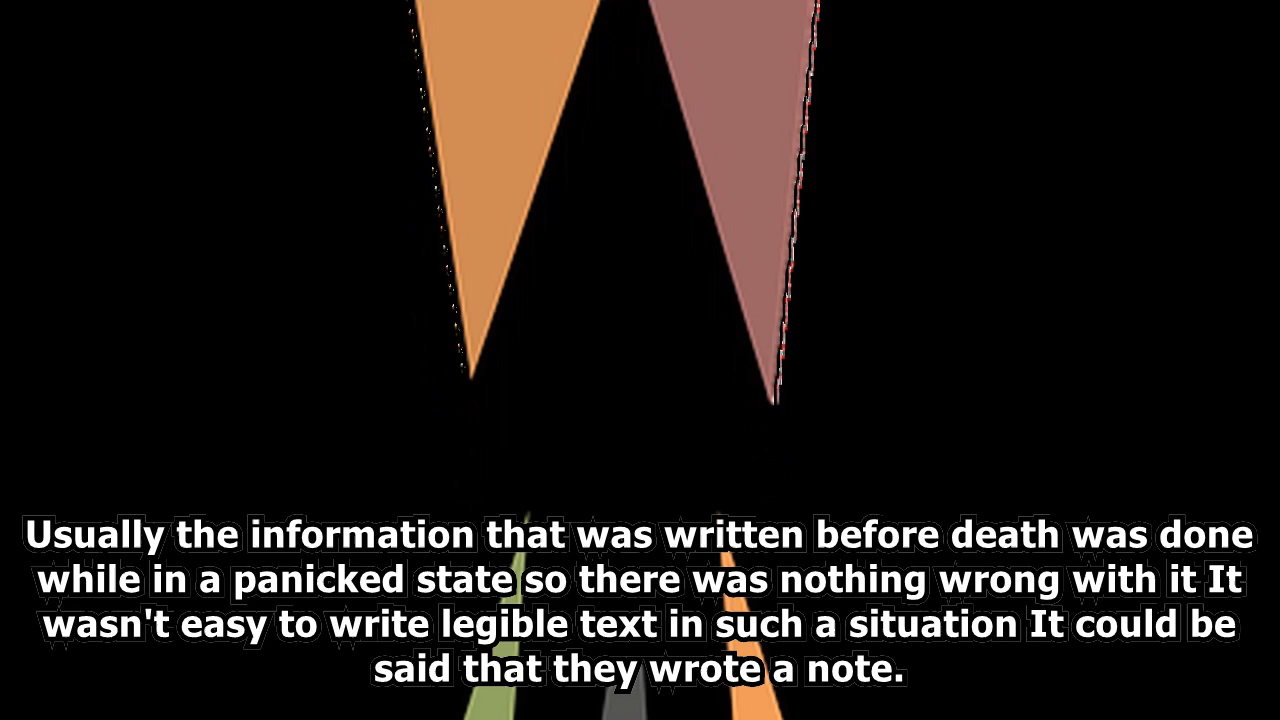 Usually the information that was written before death was done
while in a panicked state so there was nothing wrong with it It
wasn't easy to write legible text in such a situation It could be
said that they wrote a note.